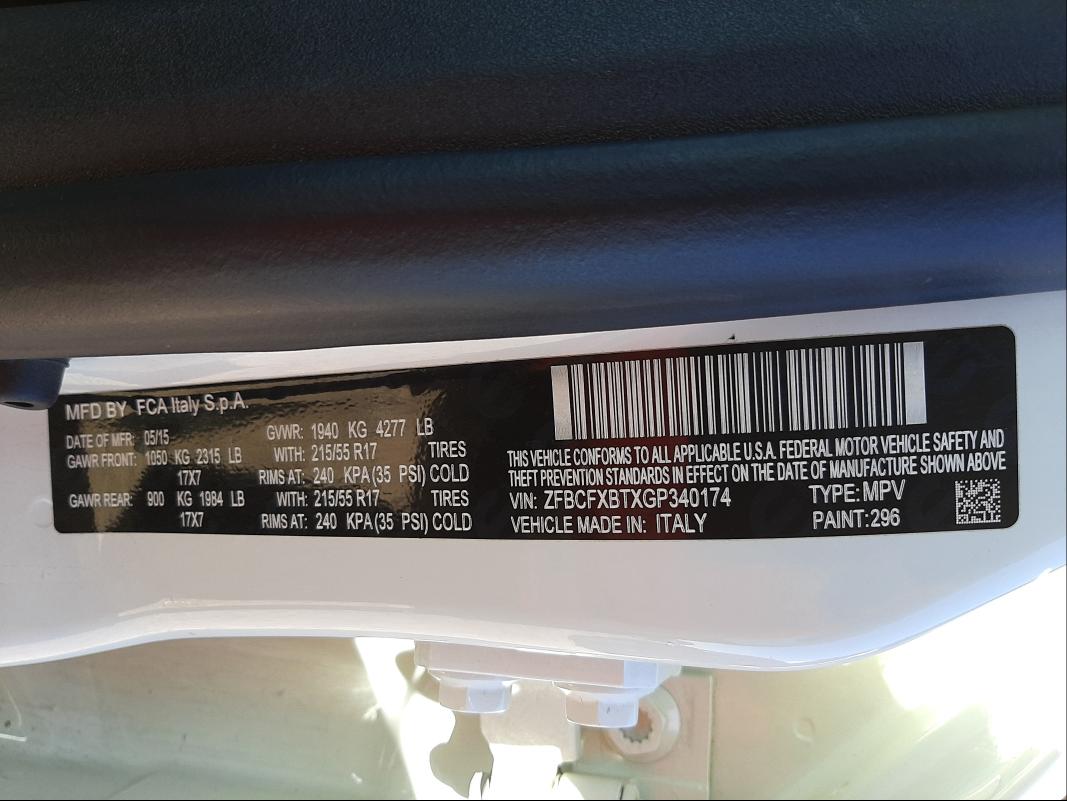 MFD BY FCA Italy S.p.A.
DATE OF MFR: 05/15 GVWR: 1940 KG 4277 LB
GAWR FRONT: 1050 KG 2315 LB WITH: 215/55 R17 TIRES
17X7 RIMS AT: 240 KPA (35 PSI) COLD
GAWR REAR: 900 KG 1984 LB WITH: 215/55 R17 TIRES
17X7 RIMS AT: 240 KPA (35 PSI) COLD
THIS VEHICLE CONFORMS TO ALL APPLICABLE U.S.A. FEDERAL MOTOR VEHICLE SAFETY AND
THEFT PREVENTION STANDARDS IN EFFECT ON THE DATE OF MANUFACTURE SHOWN ABOVE
VIN: ZFBCFXBTXGP340174 TYPE: MPV
VEHICLE MADE IN: ITALY PAINT: 296